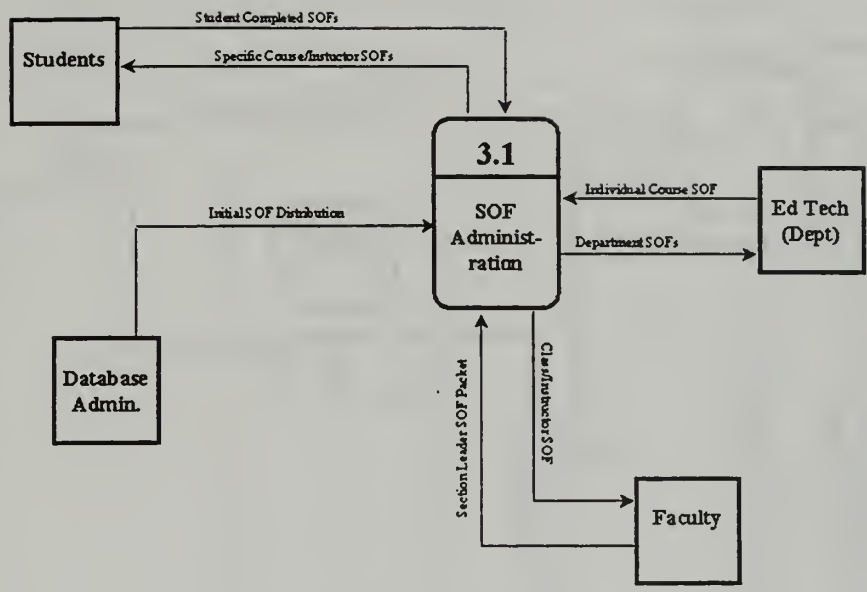 Student Completed SOFs
Students
Specific Course/Instuctor SOFs
3.1
SOF
Administ-
ration
Individual Course SOF
Ed Tech
(Dept)
Initial SOF Distribution
Department SOFs
Database
Admin.
Section Leader SOF Packet
Class/Instructor SOF
Faculty